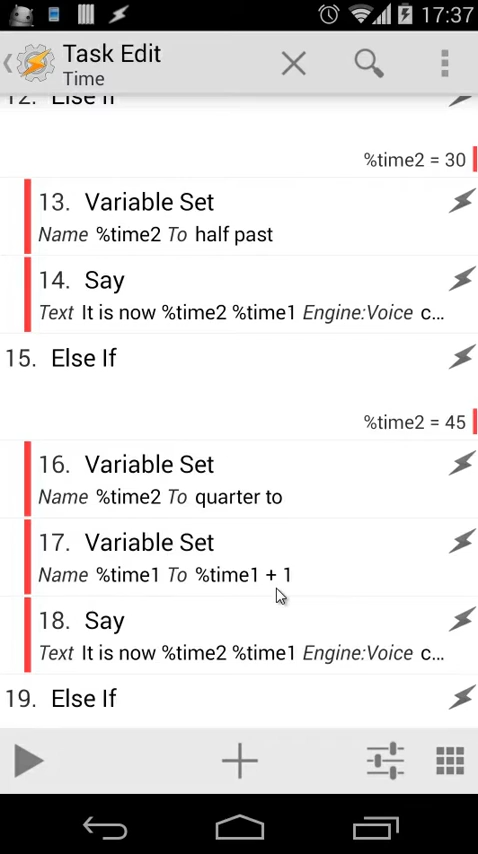 17:37
Task Edit
Time
12. Else If
%time2 = 30
13. Variable Set
Name %time2 To half past
14. Say
Text It is now %time2 %time1 Engine:Voice c...
15. Else If
%time2 = 45
16. Variable Set
Name %time2 To quarter to
17. Variable Set
Name %time1 To %time1 + 1
18. Say
Text It is now %time2 %time1 Engine:Voice c...
19. Else If